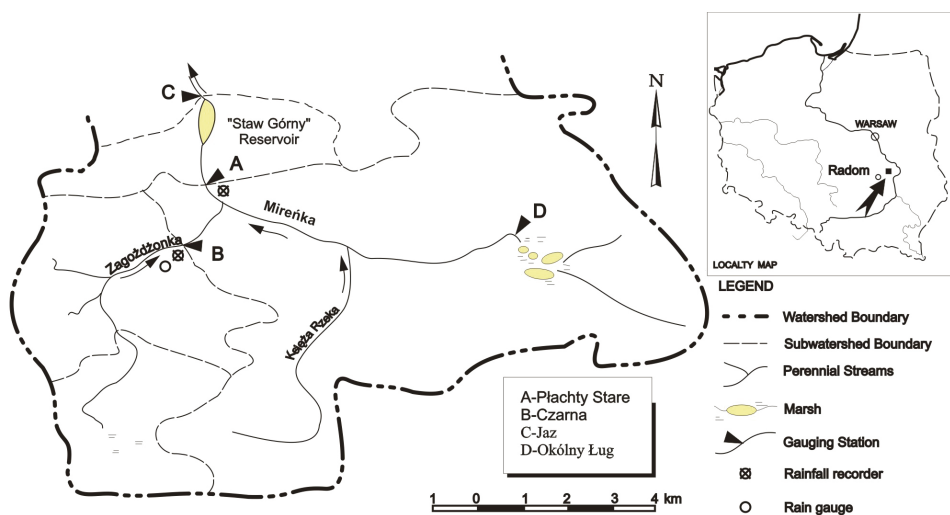 C
"Staw Górny"
Reservoir
A
N
Mireńka
D
Zagożdżonka
B
Księża Rzeka
WARSAW
Radom
LOCALTY MAP
LEGEND
Watershed Boundary
Subwatershed Boundary
Perennial Streams
Marsh
Gauging Station
Rainfall recorder
Rain gauge
A-Płachty Stare
B-Czarna
C-Jaz
D-Okólny Ług
1 0 1 2 3 4 km